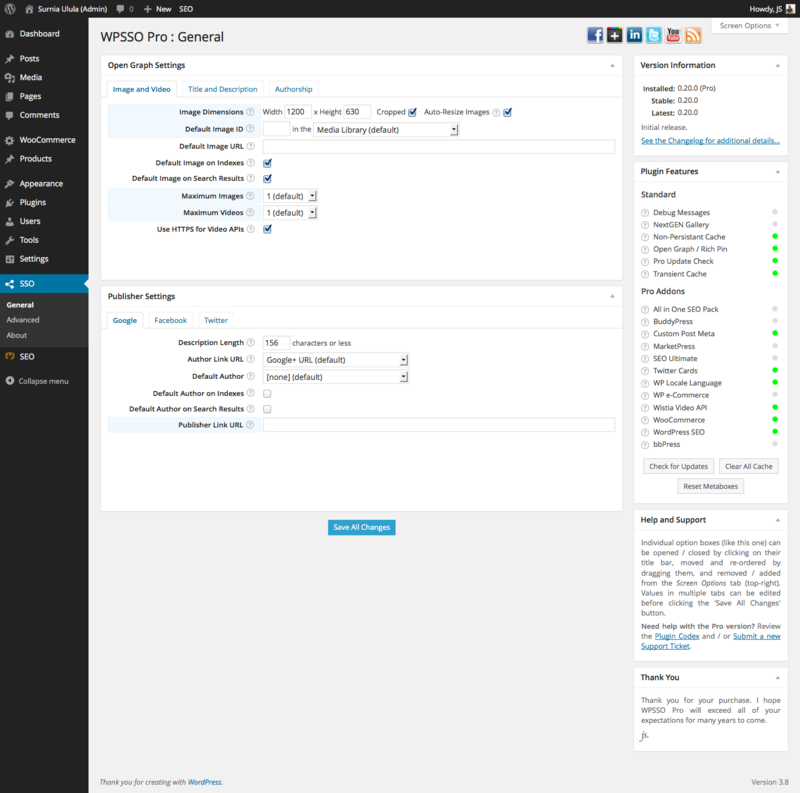 Surnia Ulula (Admin) 0 New SEO Howdy, JS
Screen Options
Dashboard
Posts
Media
Pages
Comments
WooCommerce
Products
Appearance
Plugins
Users
Tools
Settings
SSO
General
Advanced
About
SEO
Collapse menu
WPSSO Pro : General
Open Graph Settings
Image and Video Title and Description Authorship
Image Dimensions Width 1200 x Height 630 Cropped Auto-Resize Images
Default Image ID in the Media Library (default)
Default Image URL
Default Image on Indexes
Default Image on Search Results
Maximum Images 1 (default)
Maximum Videos 1 (default)
Use HTTPS for Video APIs
Publisher Settings
Google Facebook Twitter
Description Length 156 characters or less
Author Link URL Google+ URL (default)
Default Author [none] (default)
Default Author on Indexes
Default Author on Search Results
Publisher Link URL
Save All Changes
Version Information
Installed: 0.20.0 (Pro)
Stable: 0.20.0
Latest: 0.20.0
Initial release.
See the Changelog for additional details...
Plugin Features
Standard
Debug Messages
NextGEN Gallery
Non-Persistant Cache
Open Graph / Rich Pin
Pro Update Check
Transient Cache
Pro Addons
All in One SEO Pack
BuddyPress
Custom Post Meta
MarketPress
SEO Ultimate
Twitter Cards
WP Locale Language
WP e-Commerce
Wistia Video API
WooCommerce
WordPress SEO
bbPress
Check for Updates Clear All Cache
Reset Metaboxes
Help and Support
Individual option boxes (like this one) can
be opened / closed by clicking on their
title bar, moved and re-ordered by
dragging them, and removed / added
from the Screen Options tab (top-right).
Values in multiple tabs can be edited
before clicking the 'Save All Changes'
button.
Need help with the Pro version? Review
the Plugin Codex and / or Submit a new
Support Ticket.
Thank You
Thank you for your purchase. I hope
WPSSO Pro will exceed all of your
expectations for many years to come.
js.
Thank you for creating with WordPress.
Version 3.8